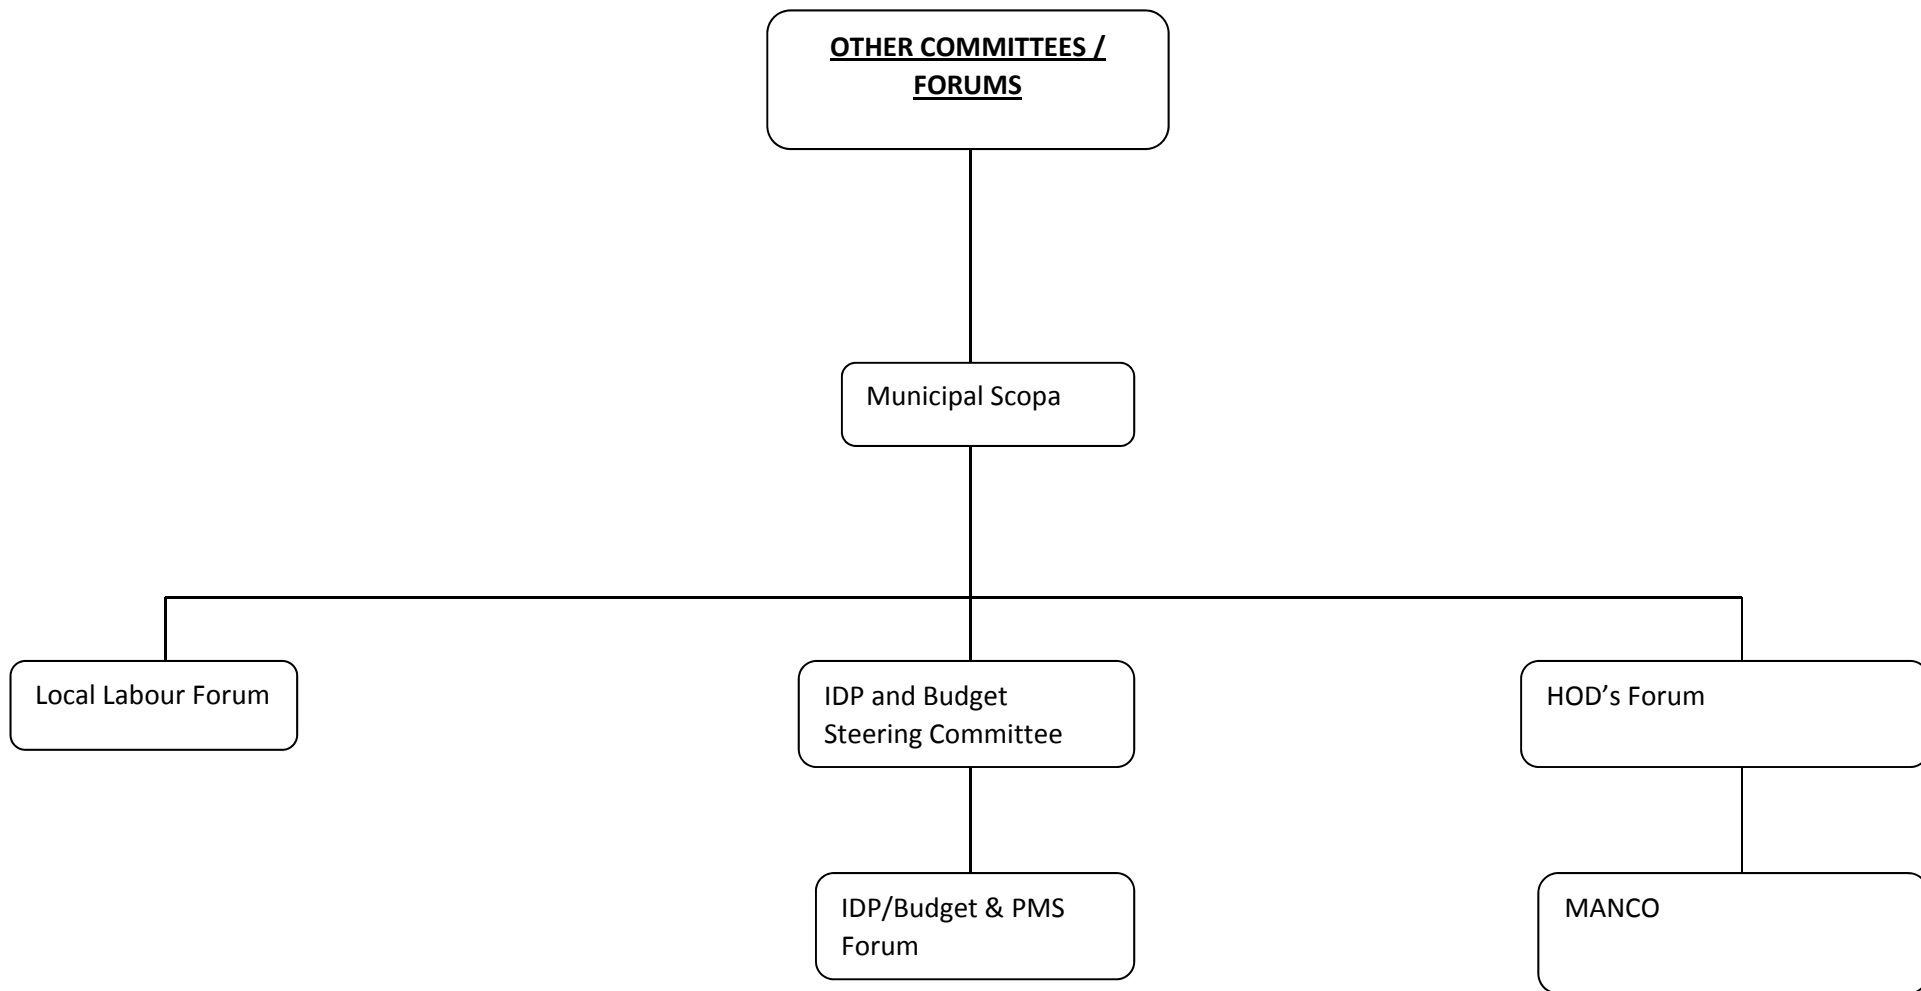 OTHER COMMITTEES /
FORUMS
Municipal Scopa
Local Labour Forum
IDP and Budget
Steering Committee
HOD’s Forum
IDP/Budget & PMS
Forum
MANCO